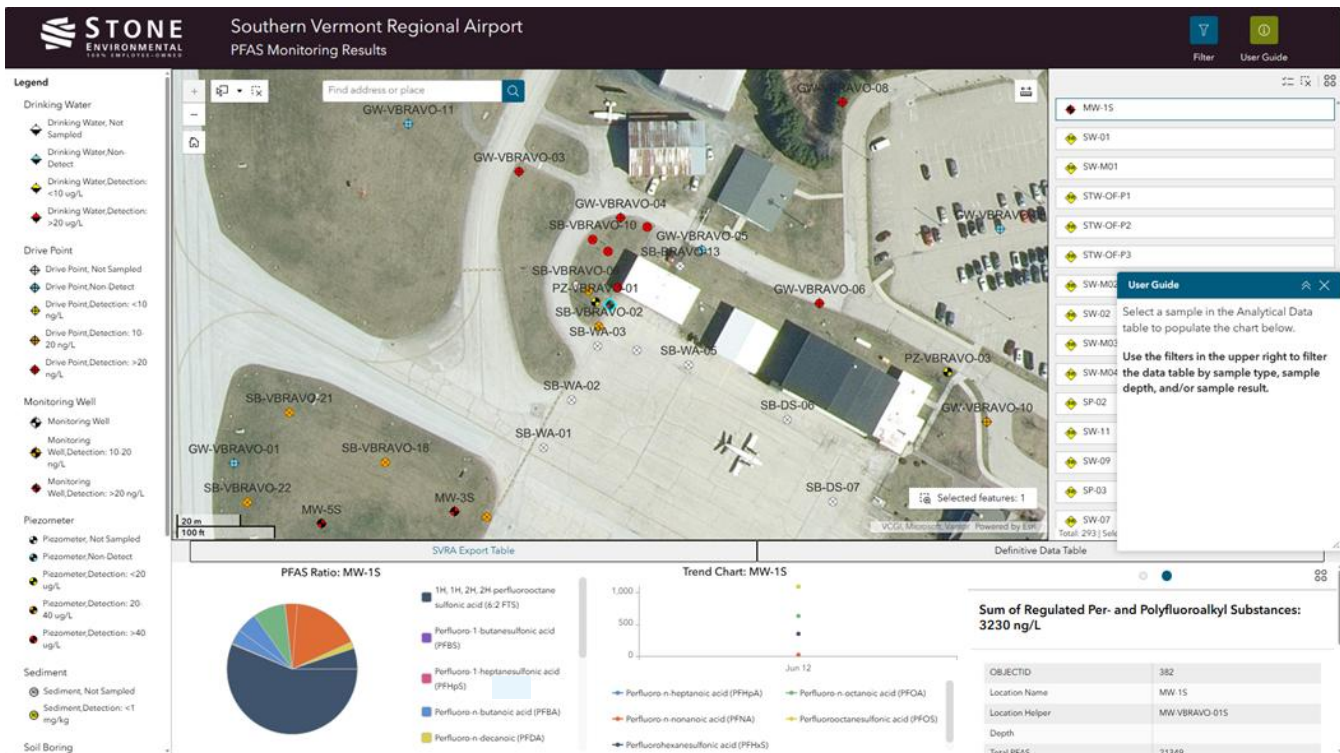 STONE
ENVIRONMENTAL
100% EMPLOYEE-OWNED
Southern Vermont Regional Airport
PFAS Monitoring Results
Filter
User Guide
Legend
Drinking Water
Drinking Water, Not
Sampled
Drinking Water,Non-
Detect
Drinking Water,Detection:
<10 ug/L
Drinking Water,Detection:
>20 ug/L
Drive Point
Drive Point, Not Sampled
Drive Point,Non-Detect
Drive Point,Detection: <10
ng/L
Drive Point,Detection: 10-
20 ng/L
Drive Point,Detection: >20
ng/L
Monitoring Well
Monitoring Well
Monitoring
Well,Detection: 10-20
ng/L
Monitoring
Well,Detection: >20 ng/L
Piezometer
Piezometer, Not Sampled
Piezometer,Non-Detect
Piezometer,Detection: <20
ug/L
Piezometer,Detection: 20-
40 ug/L
Piezometer,Detection: >40
ug/L
Sediment
Sediment, Not Sampled
Sediment,Detection: <1
mg/kg
Soil Boring
Find address or place
GW-VBRAVO-08
GW-VBRAVO-11
GW-VBRAVO-03
GW-VBRAVO-04
SB-VBRAVO-10
GW-VBRAVO-05
SB-BRAVO-13
PZ-VBRAVO-01
SB-VBRAVO-02
GW-VBRAVO-06
SB-WA-03
SB-WA-05
PZ-VBRAVO-03
SB-WA-02
SB-VBRAVO-21
SB-DS-06
GW-VBRAVO-10
SB-WA-01
GW-VBRAVO-01
SB-VBRAVO-18
SB-VBRAVO-22
SB-DS-07
MW-3S
MW-5S
Selected features: 1
20 m
100 ft
Powered by Esri
MW-1S
SW-01
SW-M01
STW-OF-P1
STW-OF-P2
STW-OF-P3
SW-M02
SW-02
SW-M03
SW-M04
SP-02
SW-11
SW-09
SP-03
SW-07
Total: 293 | Sele
User Guide
Select a sample in the Analytical Data
table to populate the chart below.
Use the filters in the upper right to filter
the data table by sample type, sample
depth, and/or sample result.
SVRA Export Table
Definitive Data Table
PFAS Ratio: MW-1S
1H, 1H, 2H, 2H-perfluorooctane
sulfonic acid (6:2 FTS)
Perfluoro-1-butanesulfonic acid
(PFBS)
Perfluoro-1-heptanesulfonic acid
(PFHpS)
Perfluoro-n-butanoic acid (PFBA)
Perfluoro-n-decanoic (PFDA)
Trend Chart: MW-1S
1,000
500
0
Jun 12
Perfluoro-n-heptanoic acid (PFHpA)
Perfluoro-n-octanoic acid (PFOA)
Perfluoro-n-nonanoic acid (PFNA)
Perfluorooctanesulfonic acid (PFOS)
Perfluorohexanesulfonic acid (PFHxS)
Sum of Regulated Per- and Polyfluoroalkyl Substances:
3230 ng/L
OBJECTID
382
Location Name
MW-1S
Location Helper
MW-VBRAVO-01S
Depth
Total PFAS
21349